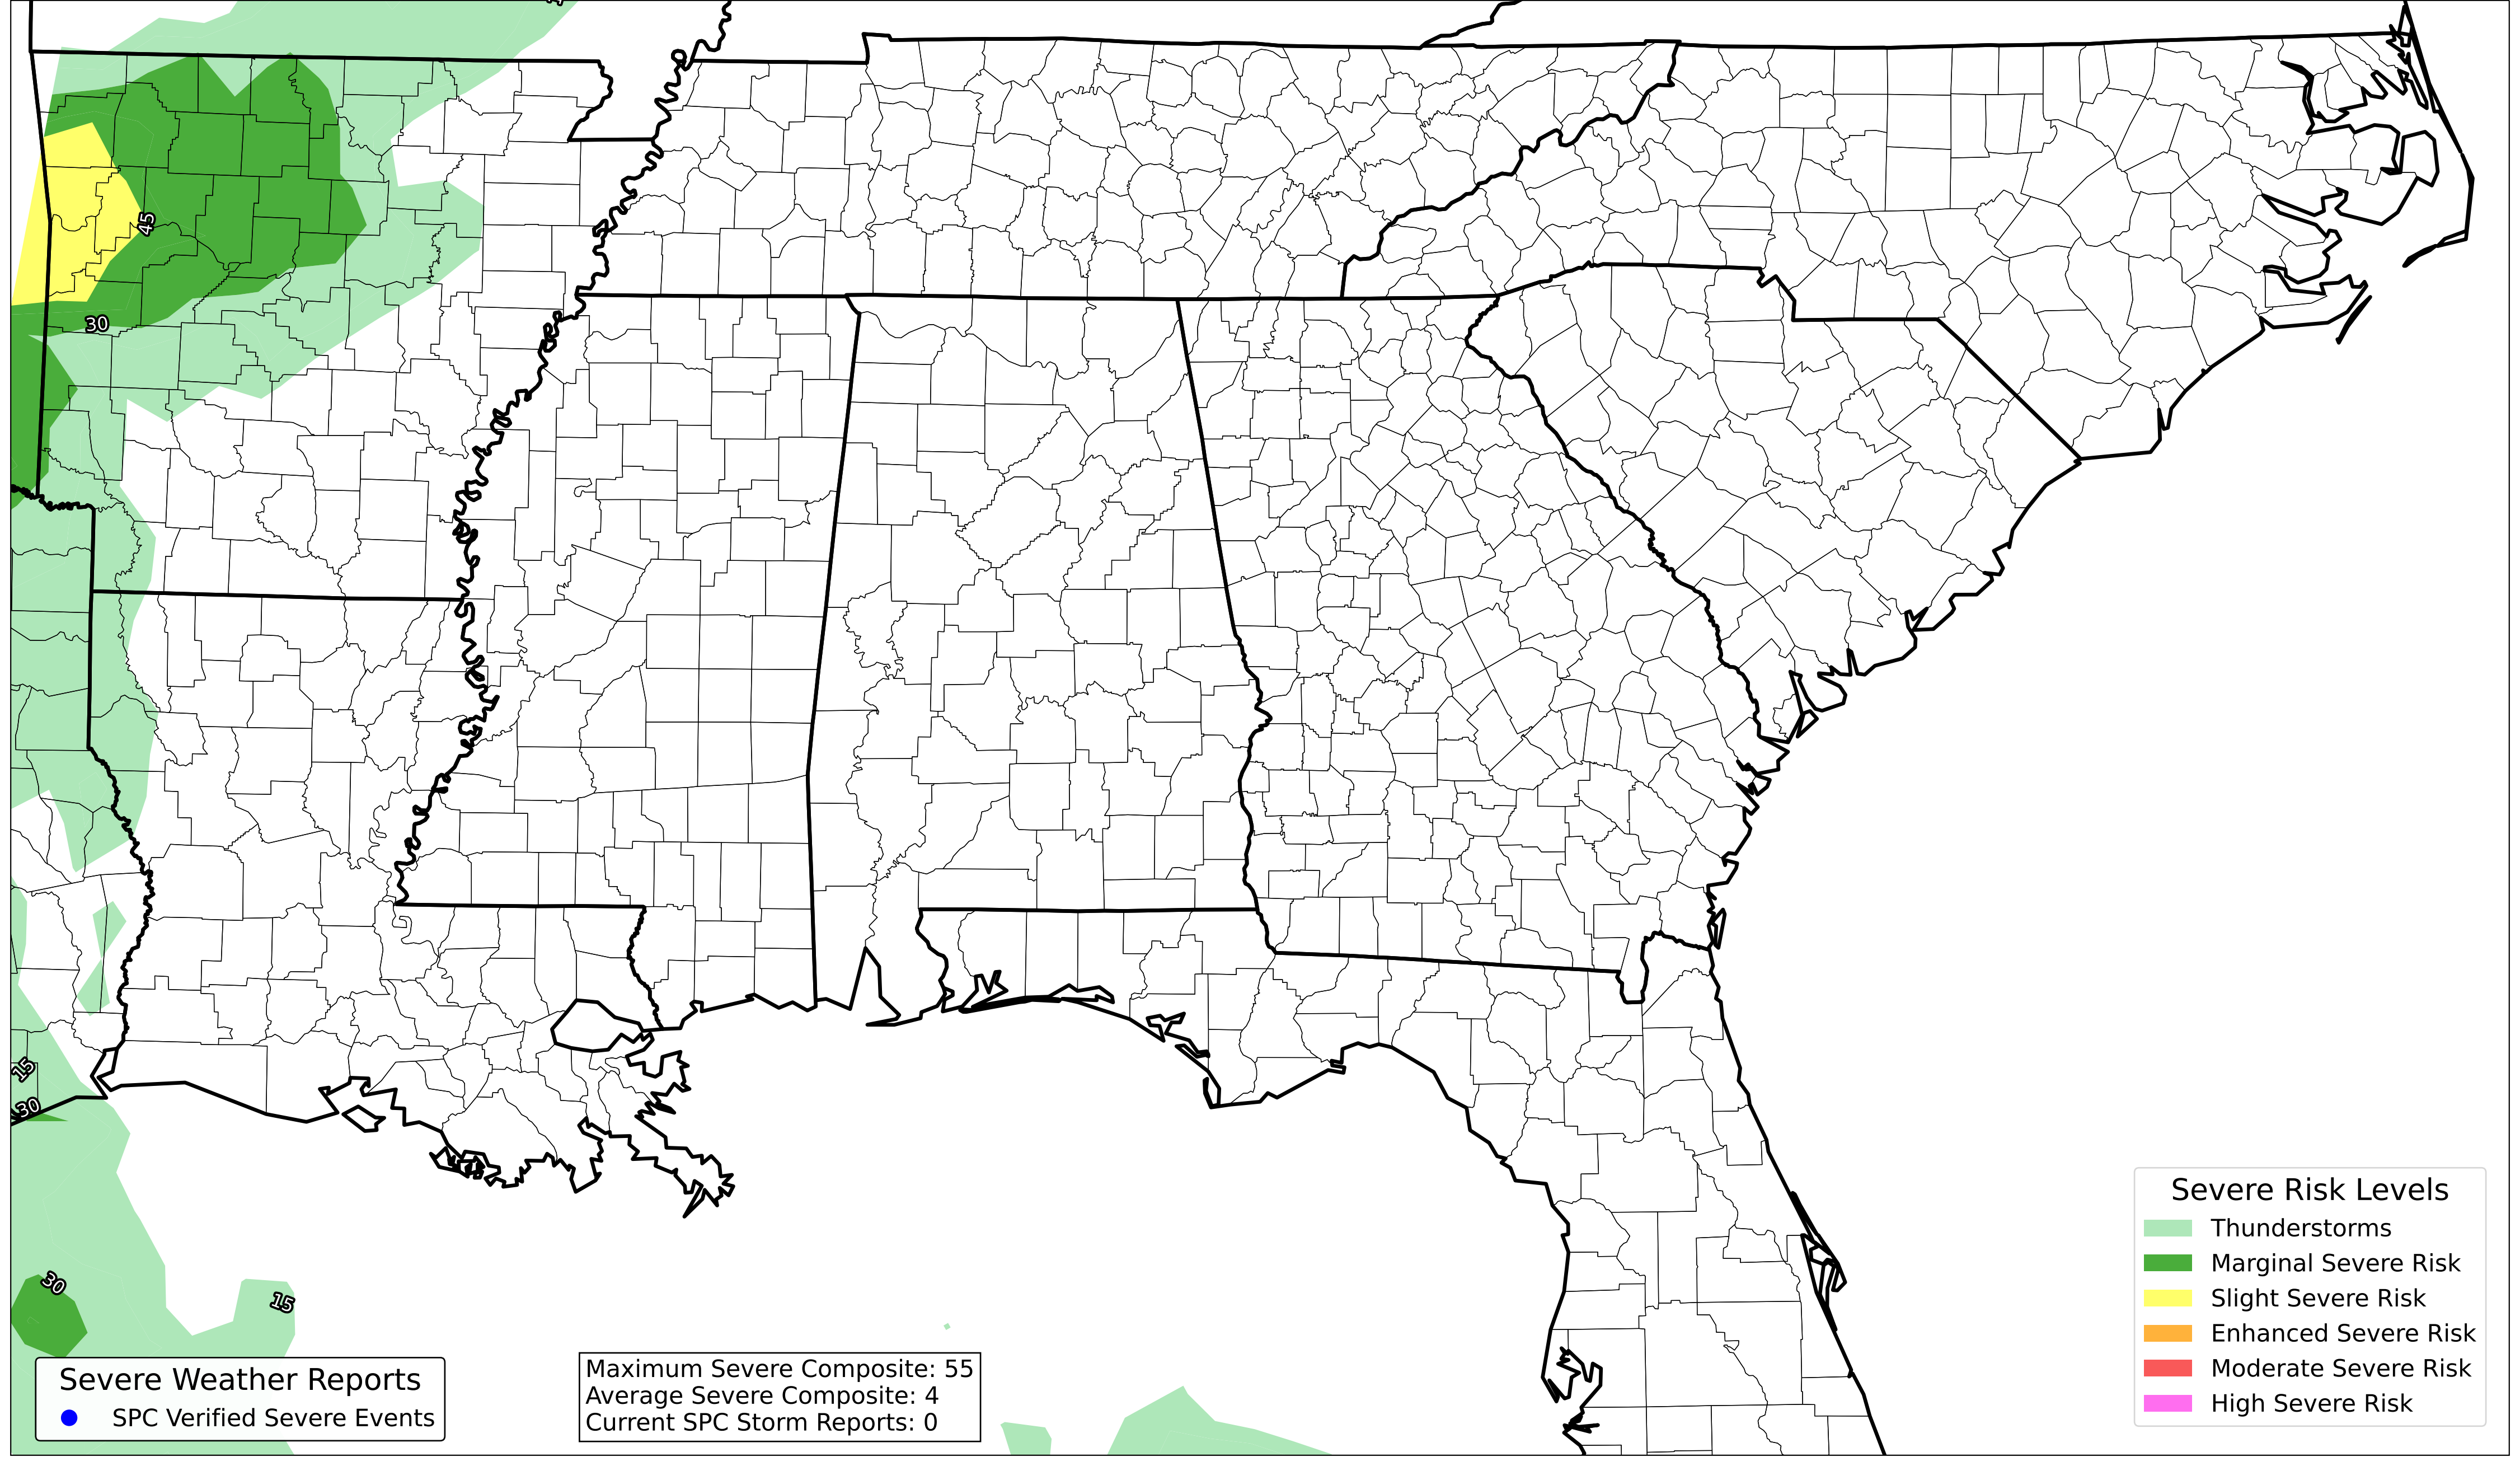 45
30
15
30
30
15
Severe Weather Reports
SPC Verified Severe Events
Maximum Severe Composite: 55
Average Severe Composite: 4
Current SPC Storm Reports: 0
Severe Risk Levels
Thunderstorms
Marginal Severe Risk
Slight Severe Risk
Enhanced Severe Risk
Moderate Severe Risk
High Severe Risk